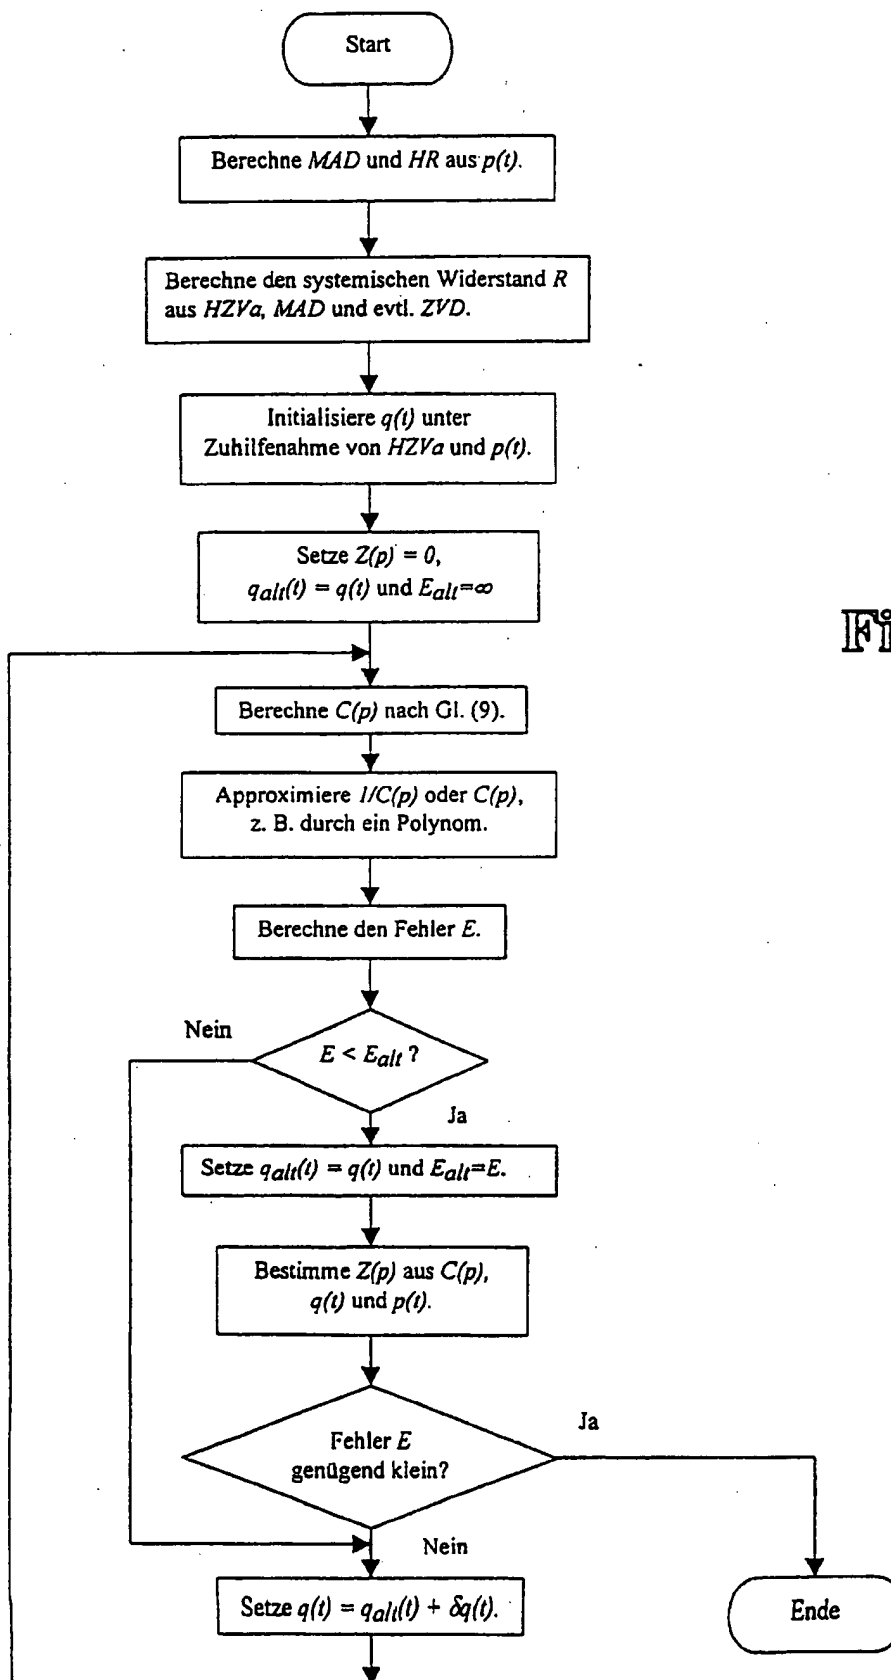 Start
Berechne MAD und HR aus p(t).
Berechne den systemischen Widerstand R
aus HZVa, MAD und evtl. ZVD.
Initialisiere q(t) unter
Zuhilfenahme von HZVa und p(t).
Setze Z(p) = 0,
qalt(t) = q(t) und Ealt=∞
Fi
Berechne C(p) nach Gl. (9).
Approximiere 1/C(p) oder C(p),
z. B. durch ein Polynom.
Berechne den Fehler E.
Nein
E < Ealt ?
Ja
Setze qalt(t) = q(t) und Ealt=E.
Bestimme Z(p) aus C(p),
q(t) und p(t).
Ja
Fehler E
genügend klein?
Nein
Setze q(t) = qalt(t) + δq(t).
Ende